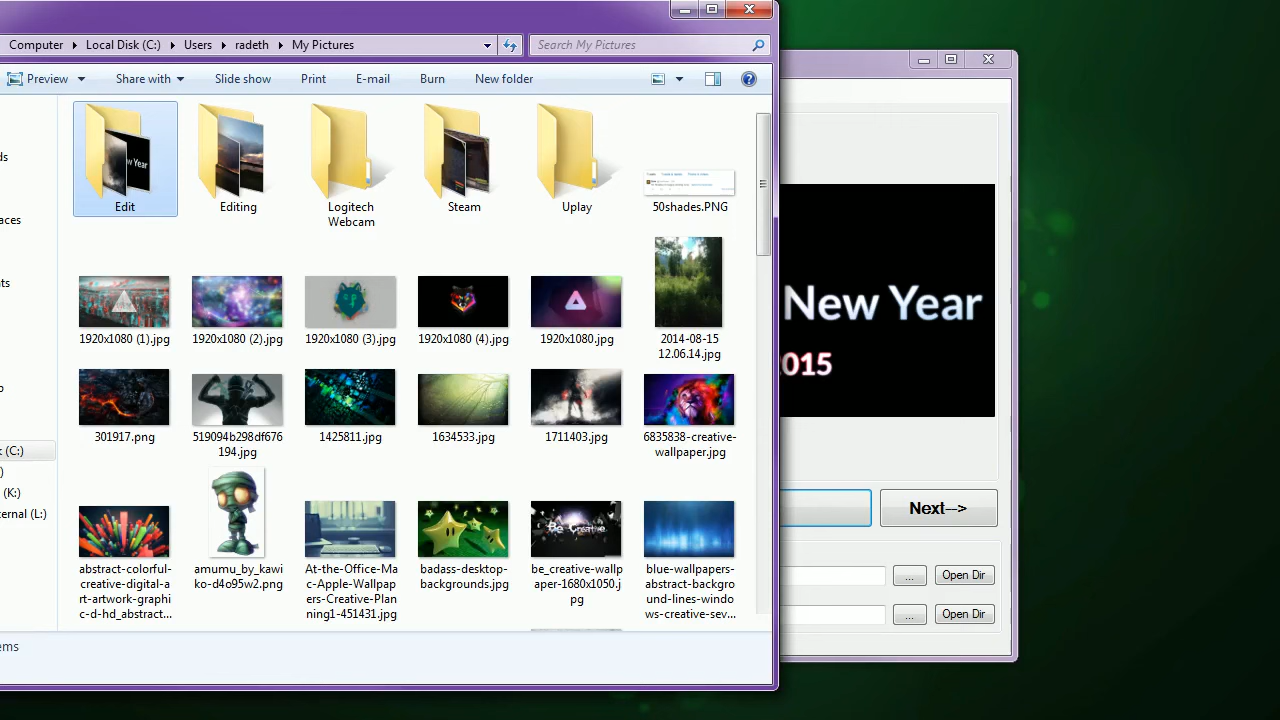 Computer Local Disk (C:) Users radeth My Pictures
Search My Pictures
Preview Share with Slide show Print E-mail Burn New folder
Edit
Editing
Logitech
Webcam
Steam
Uplay
50shades.PNG
1920x1080 (1).jpg
1920x1080 (2).jpg
1920x1080 (3).jpg
1920x1080 (4).jpg
1920x1080.jpg
2014-08-15
12.06.14.jpg
301917.png
519094b298df676
194.jpg
1425811.jpg
1634533.jpg
1711403.jpg
6835838-creative-
wallpaper.jpg
abstract-colorful-
creative-digital-a
rt-artwork-graphi
c-d-hd_abstract...
amumu_by_kawi
ko-d4o95w2.png
At-the-Office-Ma
c-Apple-Wallpap
ers-Creative-Plan
ning1-451431.jpg
badass-desktop-
backgrounds.jpg
Be Creative
be_creative-wallp
aper-1680x1050.j
pg
blue-wallpapers-
abstract-backgro
und-lines-windo
ws-creative-sev...
ds
aces
nts
o
(C:)
)
(K:)
ternal (L:)
ems
w Year
New Year
2015
Next-->
... Open Dir
... Open Dir